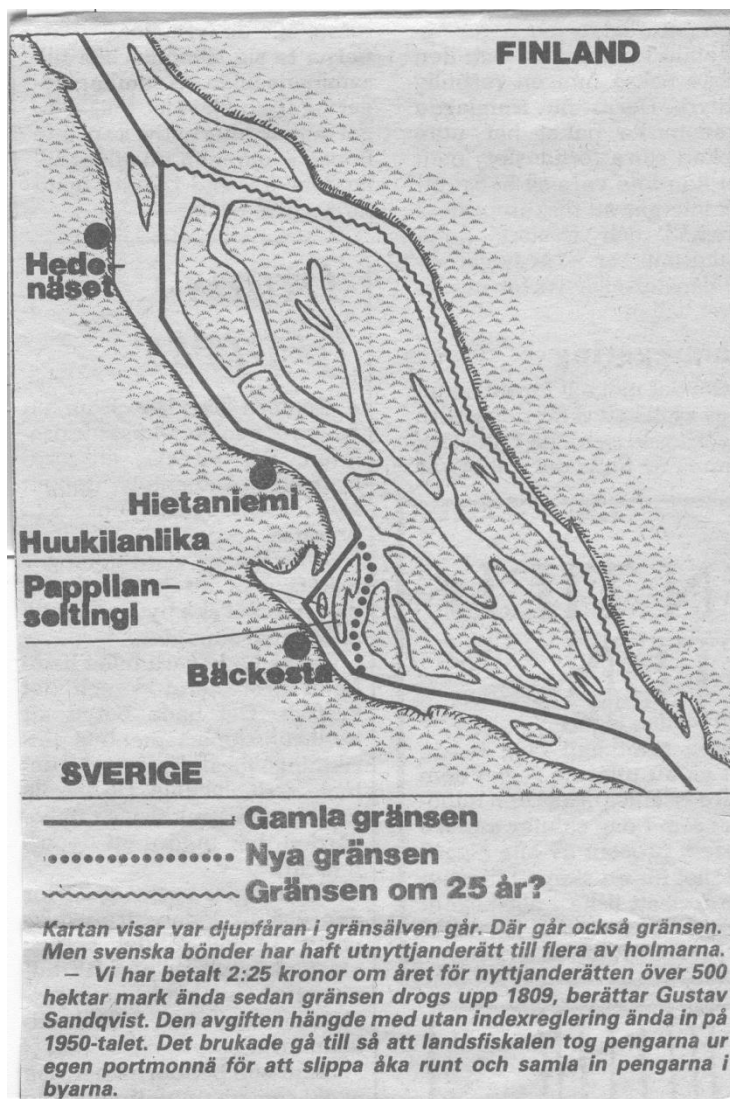 FINLAND
Hede–
näset
Hietaniemi
Huukilanlika
Pappilan–
seitingi
Bäckesta
SVERIGE
Gamla gränsen
Nya gränsen
Gränsen om 25 år?
Kartan visar var djupfåran i gränsälven går. Där går också gränsen.
Men svenska bönder har haft utnyttjanderätt till flera av holmarna.
— Vi har betalt 2:25 kronor om året för nyttjanderätten över 500
hektar mark ända sedan gränsen drogs upp 1809, berättar Gustav
Sandqvist. Den avgiften hängde med utan indexreglering ända in på
1950-talet. Det brukade gå till så att landsfiskalen tog pengarna ur
egen portmonnä för att slippa åka runt och samla in pengarna i
byarna.